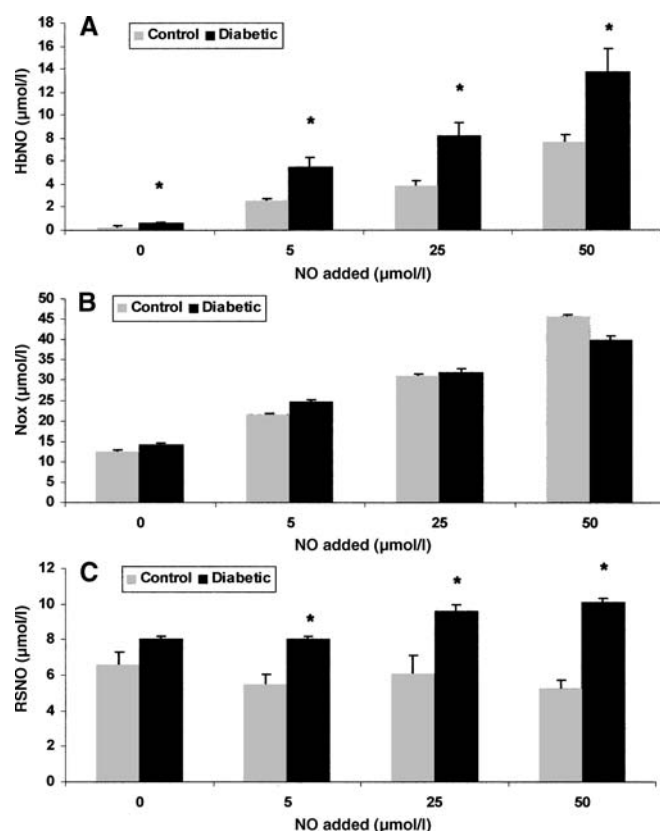 A
Control Diabetic
HbNO (µmol/l)
18
16
14
12
10
8
6
4
2
0
* * * *
0 5 25 50
NO added (µmol/l)
B
Control Diabetic
Nox (µmol/l)
50
45
40
35
30
25
20
15
10
5
0
0 5 25 50
NO added (µmol/l)
C
Control Diabetic
RSNO (µmol/l)
12
10
8
6
4
2
0
* * *
0 5 25 50
NO added (µmol/l)